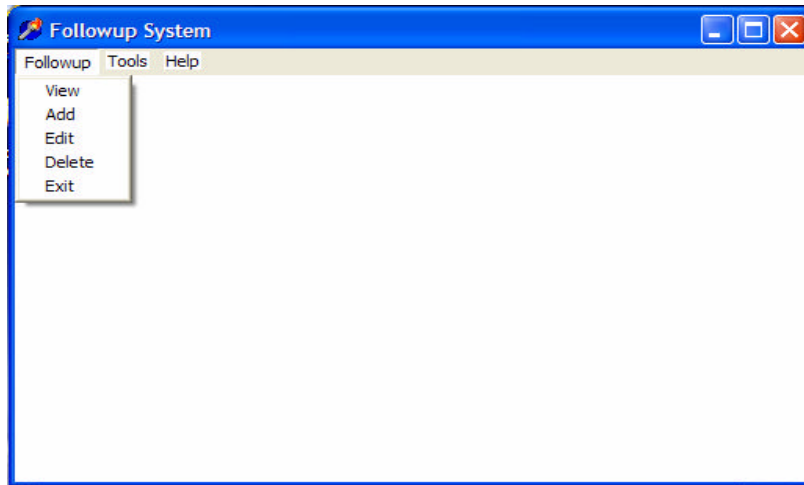 Followup System
Followup Tools Help
View
Add
Edit
Delete
Exit